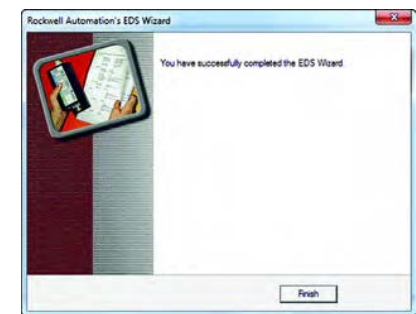 Rockwell Automation's EDS Wizard
You have successfully completed the EDS Wizard.
Finish